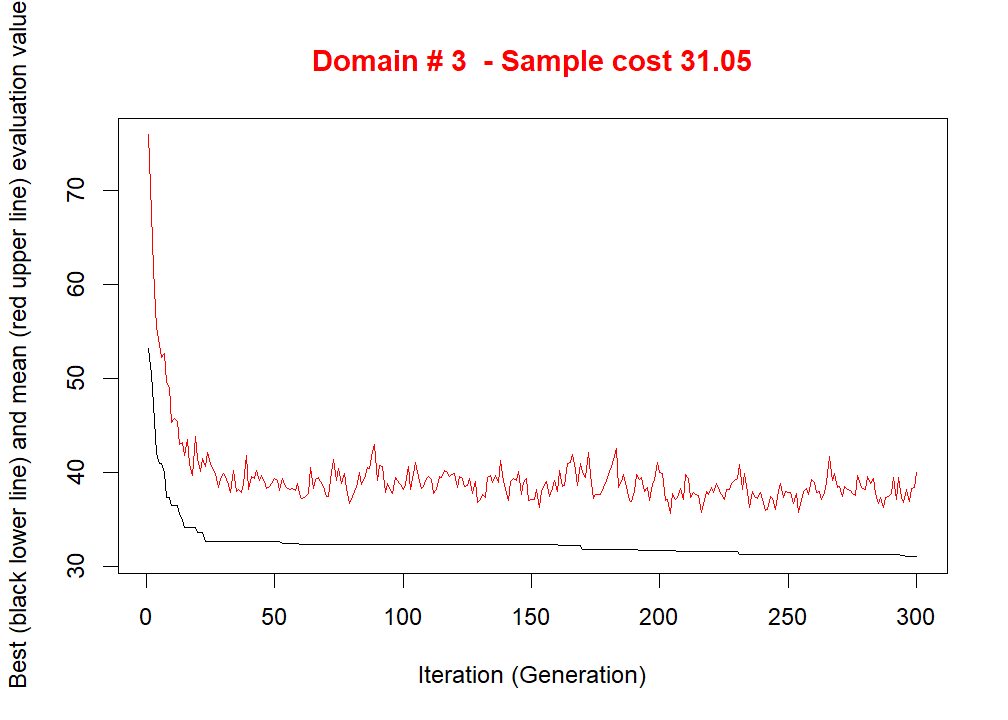 Domain # 3  - Sample cost 31.05
Best (black lower line) and mean (red upper line) evaluation value
70
60
50
40
30
0 50 100 150 200 250 300
Iteration (Generation)